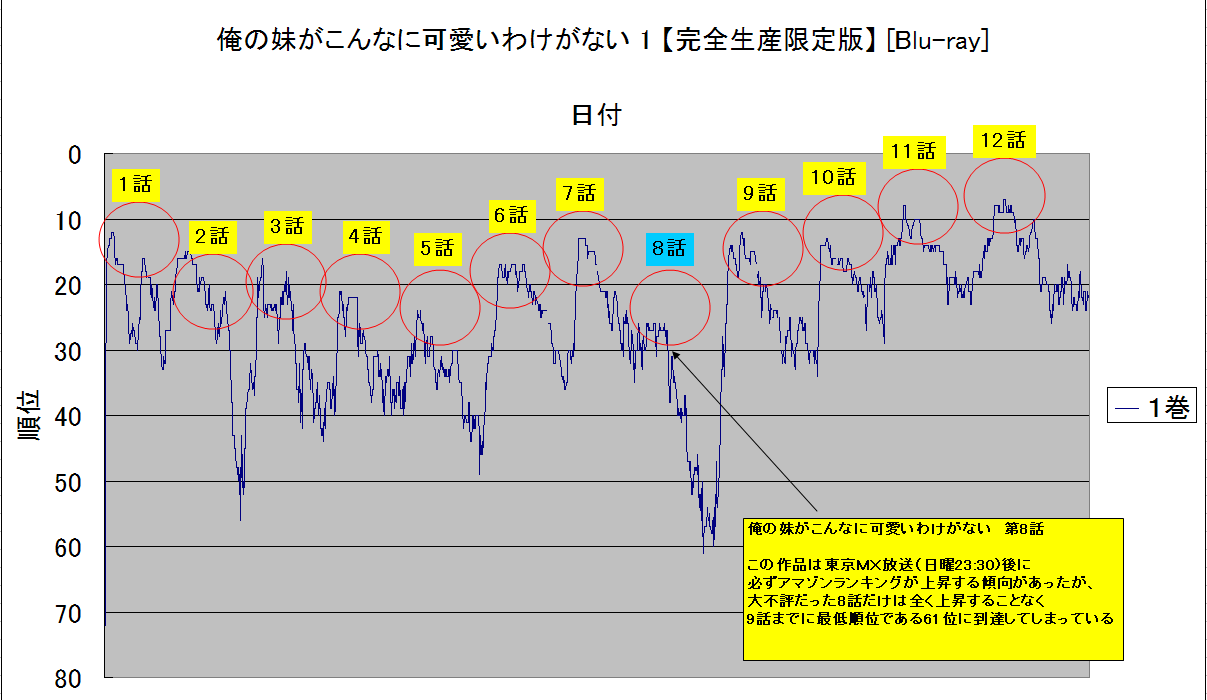 俺の妹がこんなに可愛いわけがない 1 【完全生産限定版】 [Blu-ray]
日付
12話
11話
10話
1話
7話
9話
6話
3話
2話
4話
5話
8話
0
10
20
30
40
50
60
70
80
順位
1巻
俺の妹がこんなに可愛いわけがない 第8話
この作品は東京MX放送(日曜23:30)後に
必ずアマゾンランキングが上昇する傾向があったが、
大不評だった8話だけは全く上昇することなく
9話までに最低順位である61位に到達してしまっている